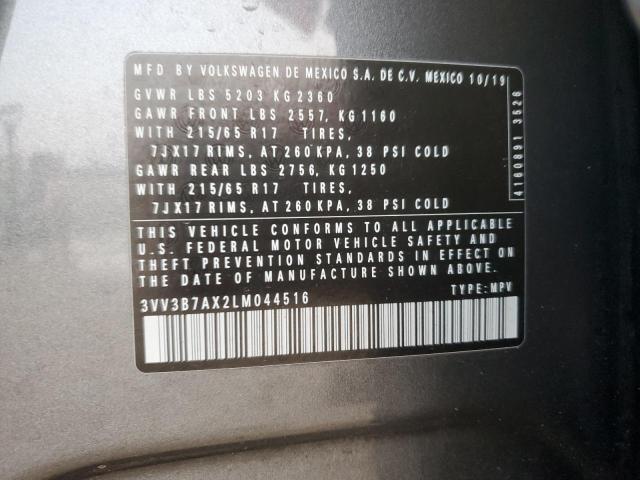 MFD BY VOLKSWAGEN DE MEXICO S.A. DE C.V. MEXICO 10/19
GVWR LBS 5203 KG 2360
GAWR FRONT LBS 2557, KG 1160
WITH 215/65 R17 TIRES,
7JX17 RIMS, AT 260 KPA, 38 PSI COLD
GAWR REAR LBS 2756, KG 1250
WITH 215/65 R17 TIRES,
7JX17 RIMS, AT 260 KPA, 38 PSI COLD
4160891 3526
THIS VEHICLE CONFORMS TO ALL APPLICABLE
U.S. FEDERAL MOTOR VEHICLE SAFETY AND
THEFT PREVENTION STANDARDS IN EFFECT ON
THE DATE OF MANUFACTURE SHOWN ABOVE.
3VV3B7AX2LM044516 TYPE: MPV